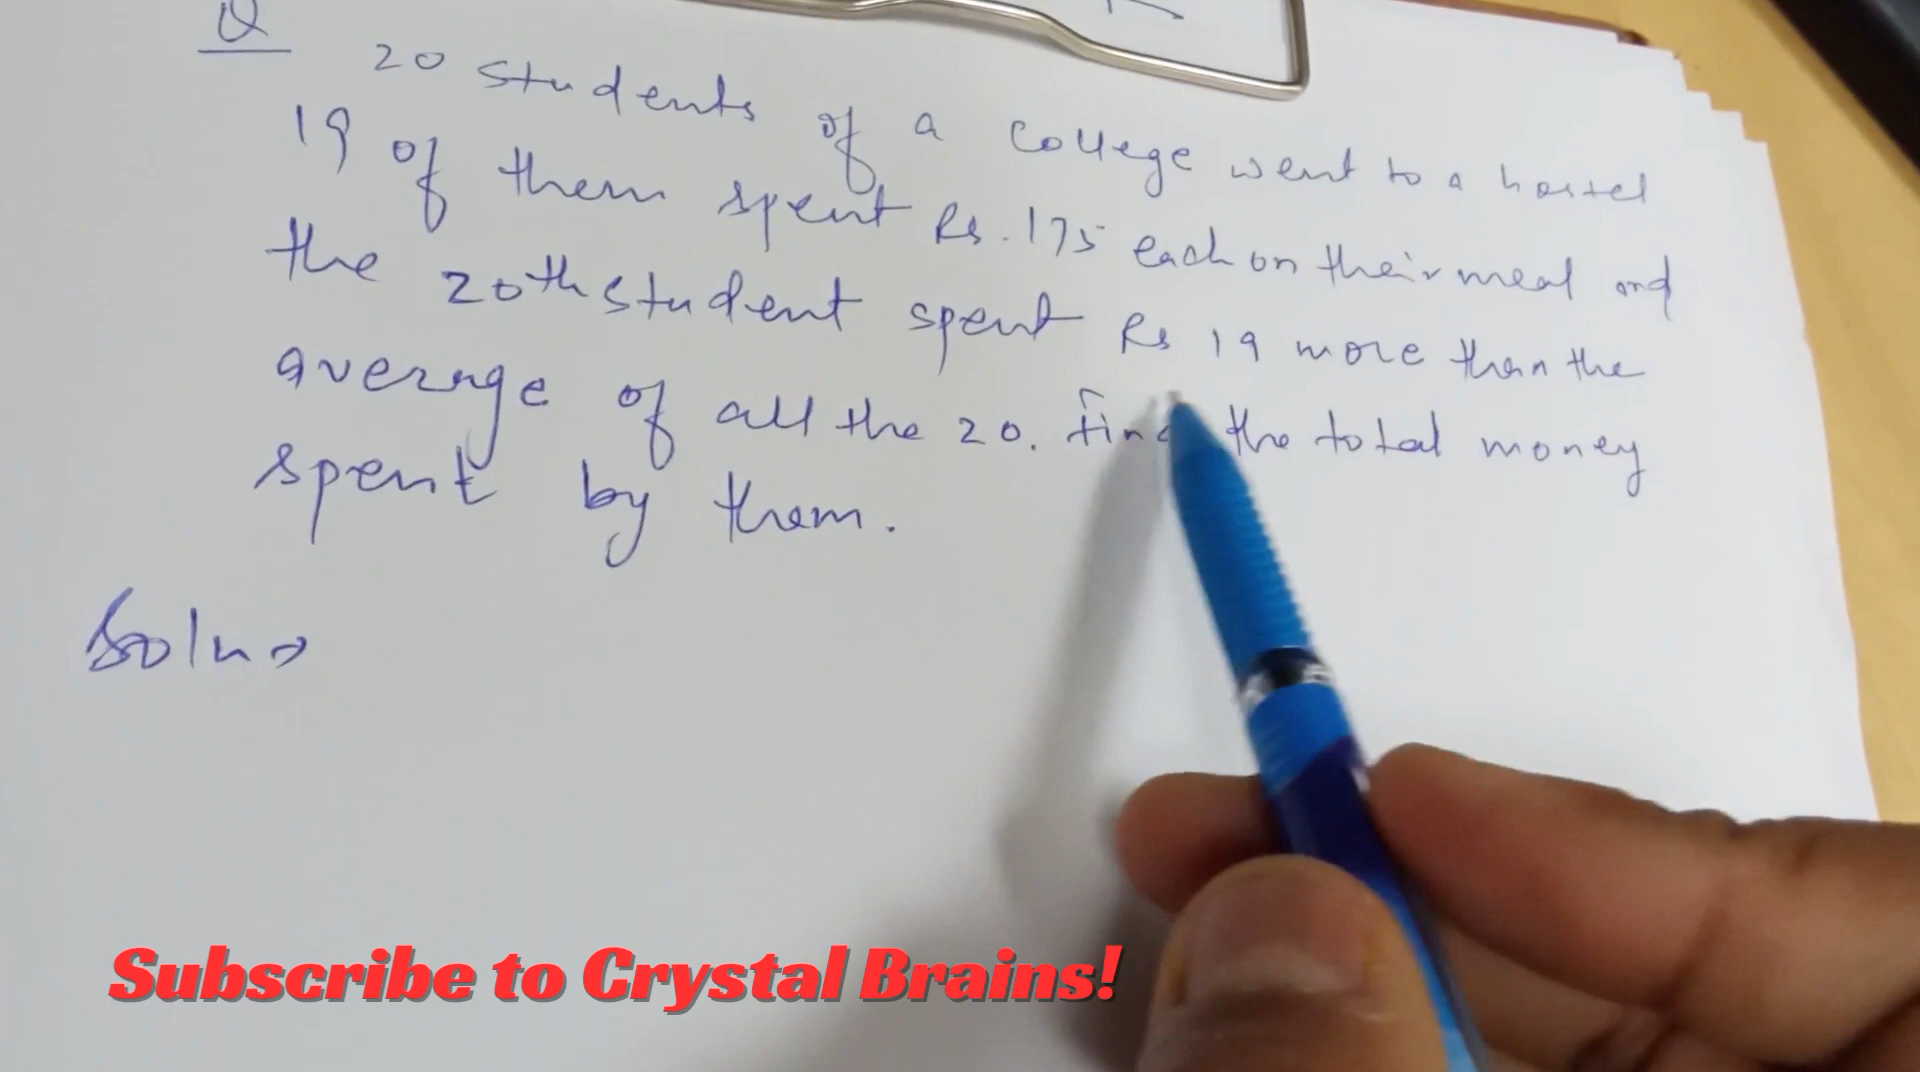 Q
20 students of a college went to a hostel
19 of them spent Rs. 175 each on their meal and
the 20th student spent Rs 19 more than the
average of all the 20. Find the total money
spent by them.
Soln →
Subscribe to Crystal Brains!